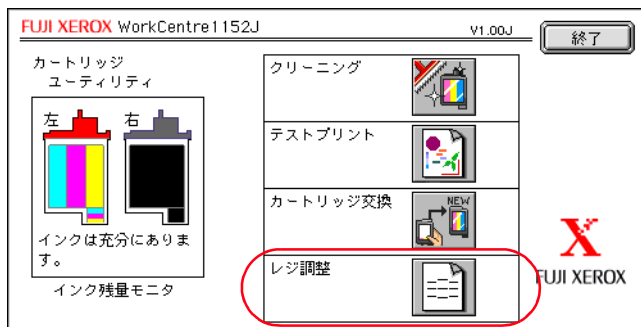 FUJI XEROX WorkCentre1152J
V1.00J
終了
カートリッジ
ユーティリティ
左
右
インクは充分にありま
す。
インク残量モニタ
クリーニング
テストプリント
カートリッジ交換
NEW
レジ調整
X
FUJI XEROX